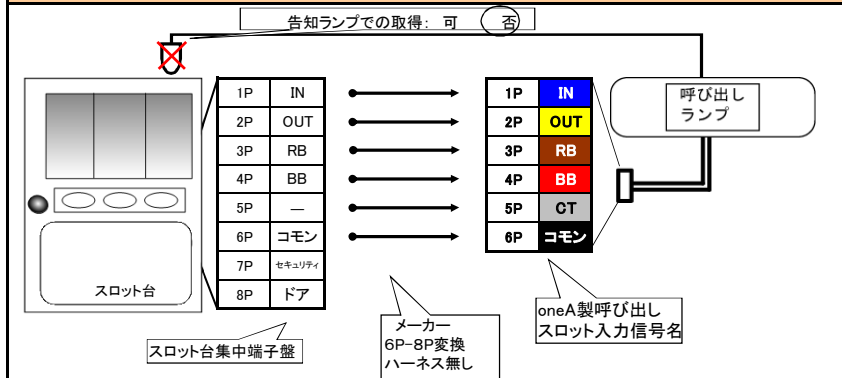 告知ランプでの取得： 可 否
呼び出し
ランプ
1P IN
2P OUT
3P RB
4P BB
5P ―
6P コモン
7P セキュリティ
8P ドア
1P IN
2P OUT
3P RB
4P BB
5P CT
6P コモン
スロット台
スロット台集中端子盤
メーカー
6P-8P変換
ハーネス無し
oneA製呼び出し
スロット入力信号名